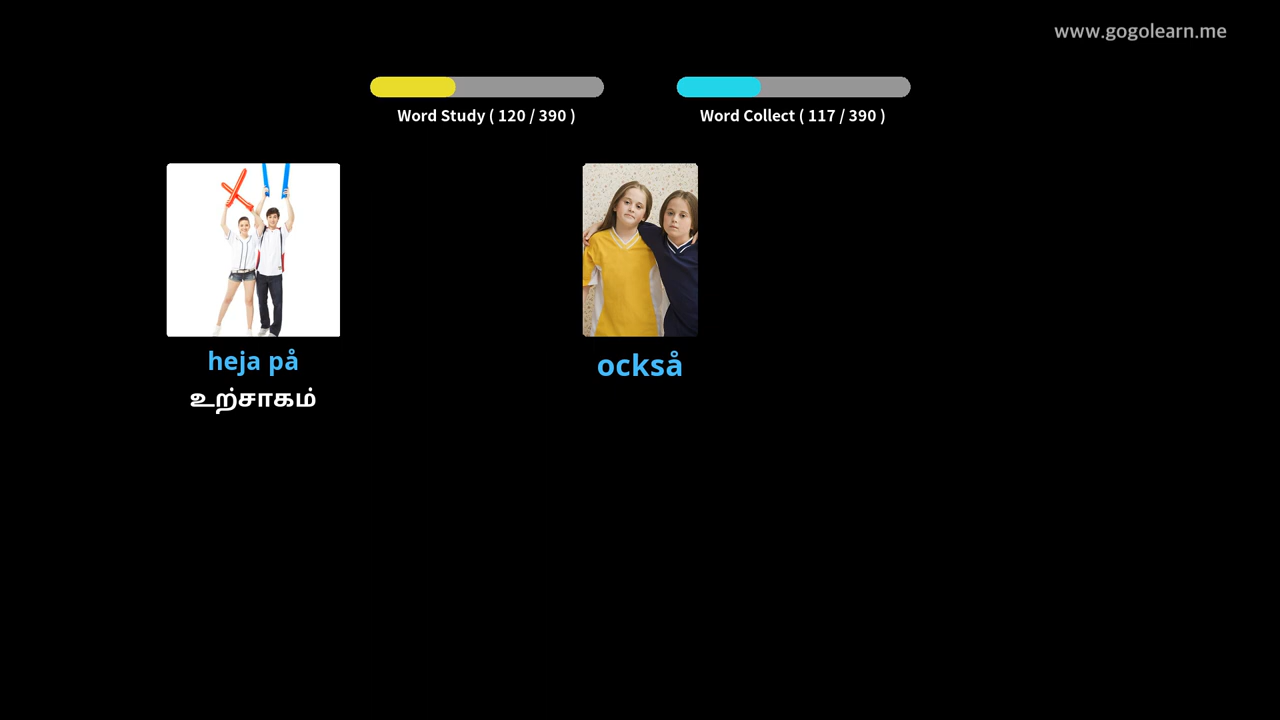 www.gogolearn.me
Word Study ( 120 / 390 )
Word Collect ( 117 / 390 )
heja på
உற்சாகம்
också